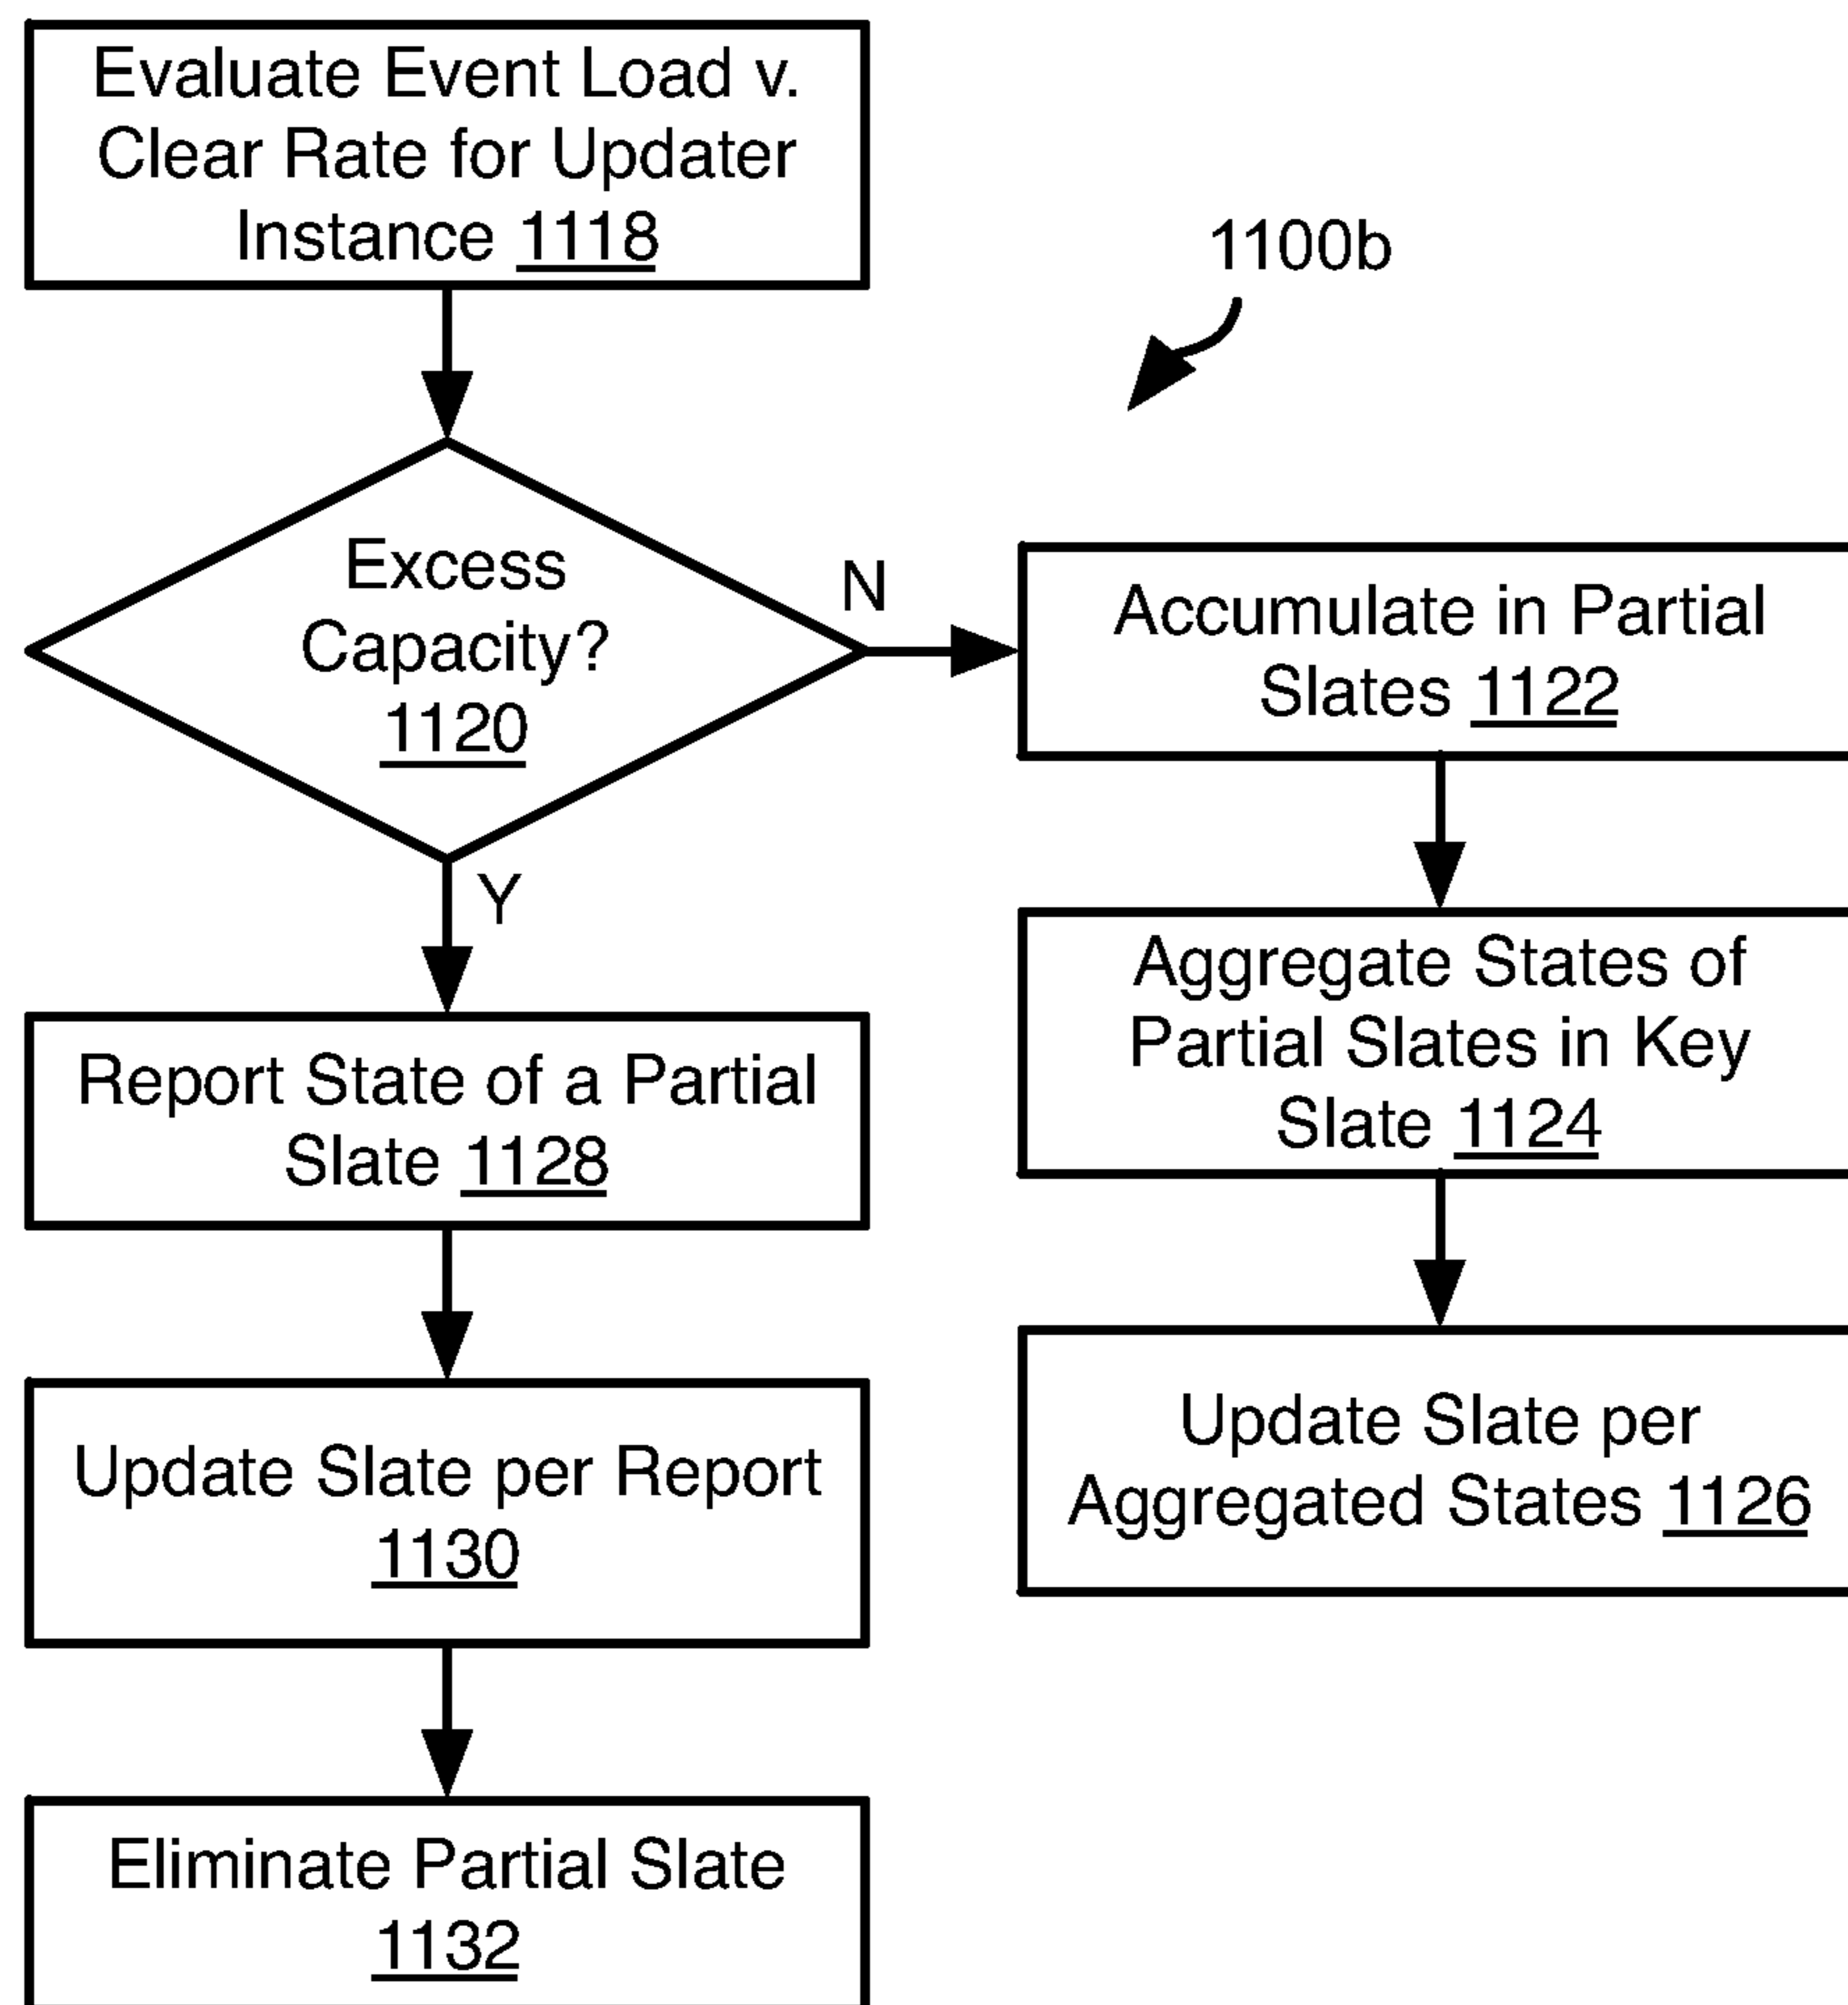 Evaluate Event Load v.
Clear Rate for Updater
Instance 1118
1100b
Excess
Capacity?
1120
N
Y
Accumulate in Partial
Slates 1122
Aggregate States of
Partial Slates in Key
Slate 1124
Update Slate per
Aggregated States 1126
Report State of a Partial
Slate 1128
Update Slate per Report
1130
Eliminate Partial Slate
1132